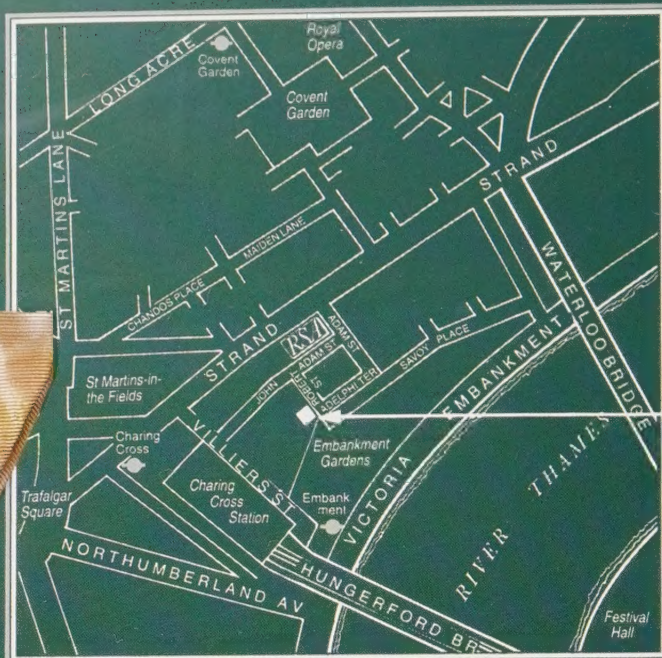 Royal
Opera
LONG ACRE
Covent
Garden
Covent
Garden
ST MARTINS LANE
STRAND
MAIDEN LANE
CHANDOS PLACE
WATERLOO BRIDGE
STRAND
RSA
ADAM ST
ADAM ST
JOHN
ROBERT
ST
ADELPHI TER
SAVOY PLACE
VICTORIA EMBANKMENT
St Martins-in-
the Fields
Charing
Cross
VILLIERS ST
Embankment
Gardens
Trafalgar
Square
Charing
Cross
Station
Embank
ment
RIVER THAMES
NORTHUMBERLAND AV
HUNGERFORD BR
Festival
Hall